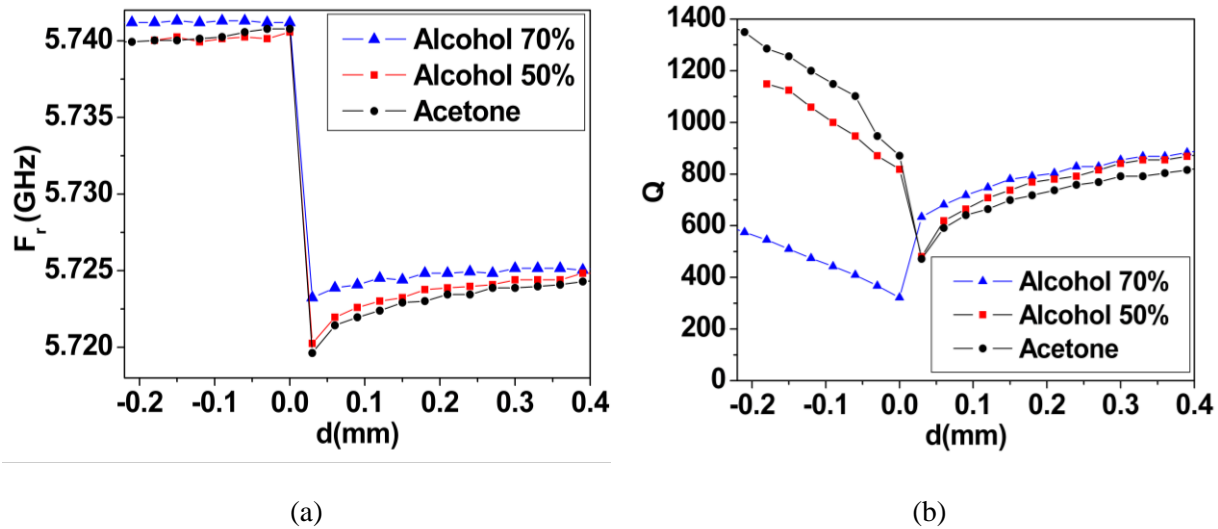 5.740
5.735
5.730
5.725
5.720
F_r (GHz)
Alcohol 70%
Alcohol 50%
Acetone
-0.2 -0.1 0.0 0.1 0.2 0.3 0.4
d(mm)
(a)
1400
1200
1000
800
600
400
200
0
Q
Alcohol 70%
Alcohol 50%
Acetone
-0.2 -0.1 0.0 0.1 0.2 0.3 0.4
d(mm)
(b)